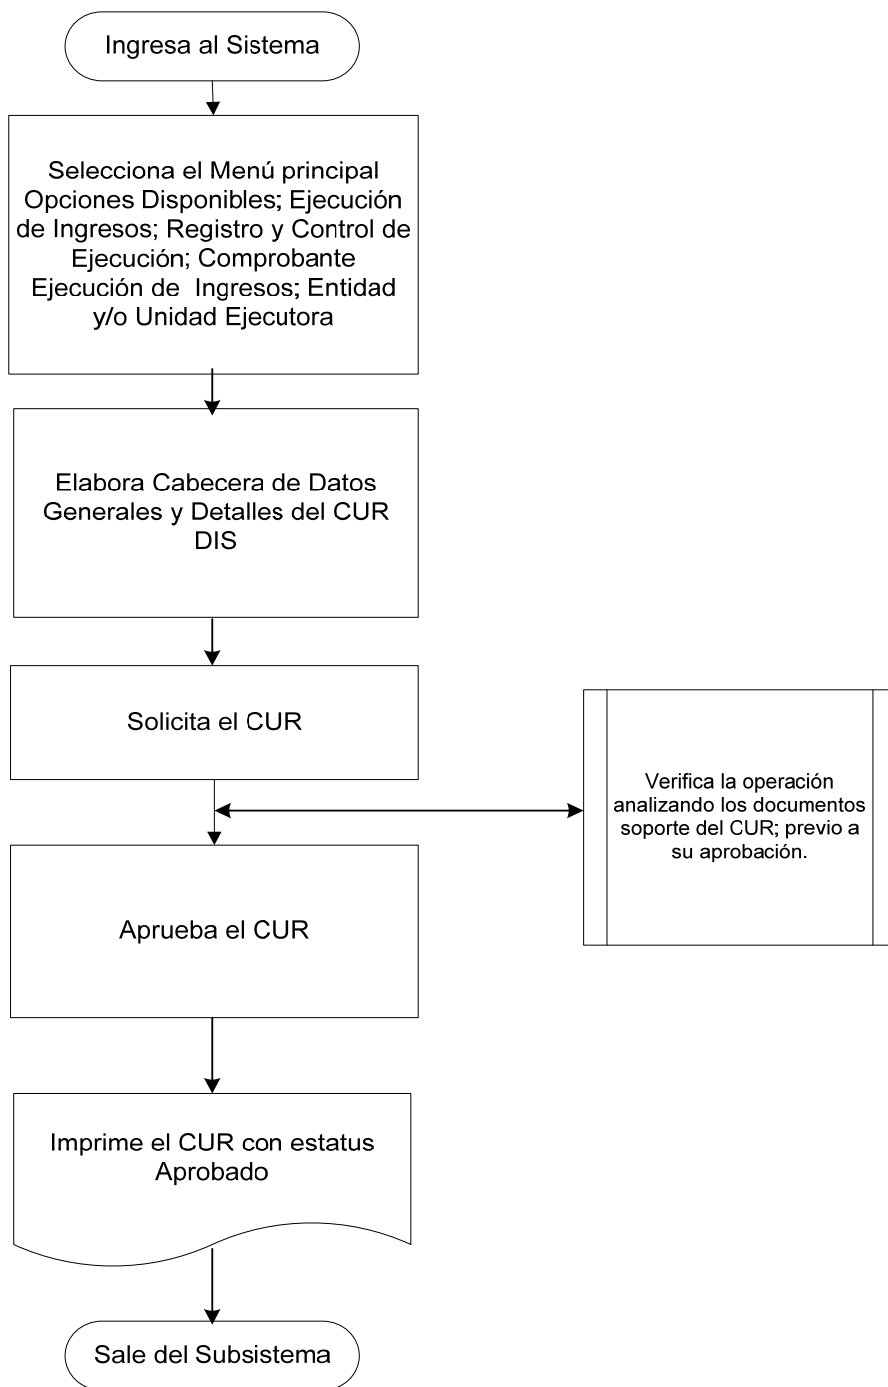 Ingresa al Sistema
Selecciona el Menú principal
Opciones Disponibles; Ejecución
de Ingresos; Registro y Control de
Ejecución; Comprobante
Ejecución de Ingresos; Entidad
y/o Unidad Ejecutora
Elabora Cabecera de Datos
Generales y Detalles del CUR
DIS
Solicita el CUR
Verifica la operación
analizando los documentos
soporte del CUR; previo a
su aprobación.
Aprueba el CUR
Imprime el CUR con estatus
Aprobado
Sale del Subsistema